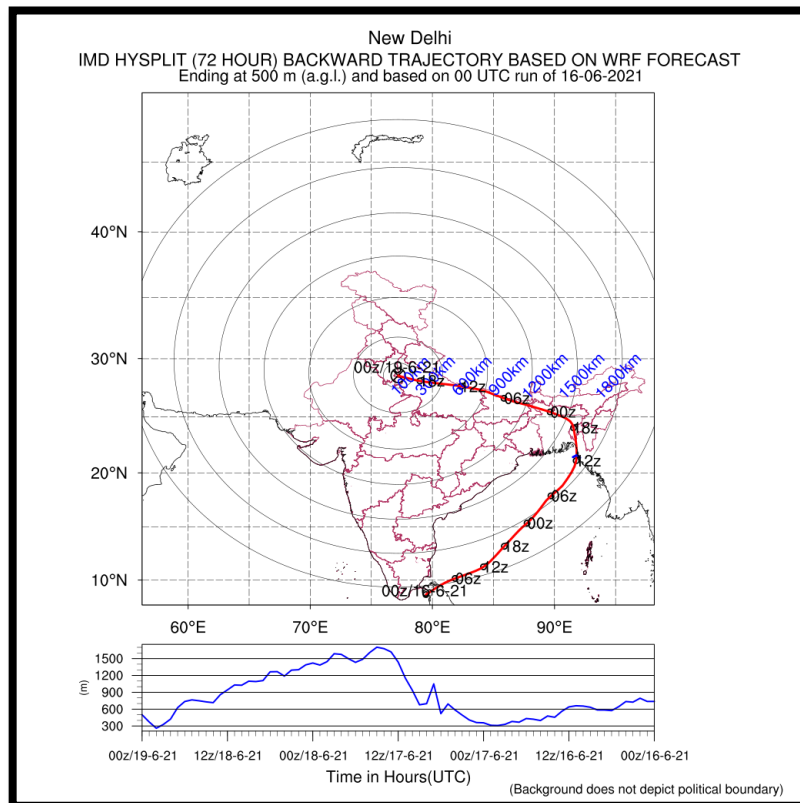 New Delhi
IMD HYSPLIT (72 HOUR) BACKWARD TRAJECTORY BASED ON WRF FORECAST
Ending at 500 m (a.g.l.) and based on 00 UTC run of 16-06-2021
40°N
30°N
20°N
10°N
00z/19-6-21
18z
12z
06z
00z
18z
12z
06z
00z
18z
12z
06z
00z/16-6-21
100km
300km
600km
900km
1200km
1500km
1800km
60°E 70°E 80°E 90°E
1500
1200
900
600
300
(m)
00z/19-6-21 12z/18-6-21 00z/18-6-21 12z/17-6-21 00z/17-6-21 12z/16-6-21 00z/16-6-21
Time in Hours(UTC)
(Background does not depict political boundary)